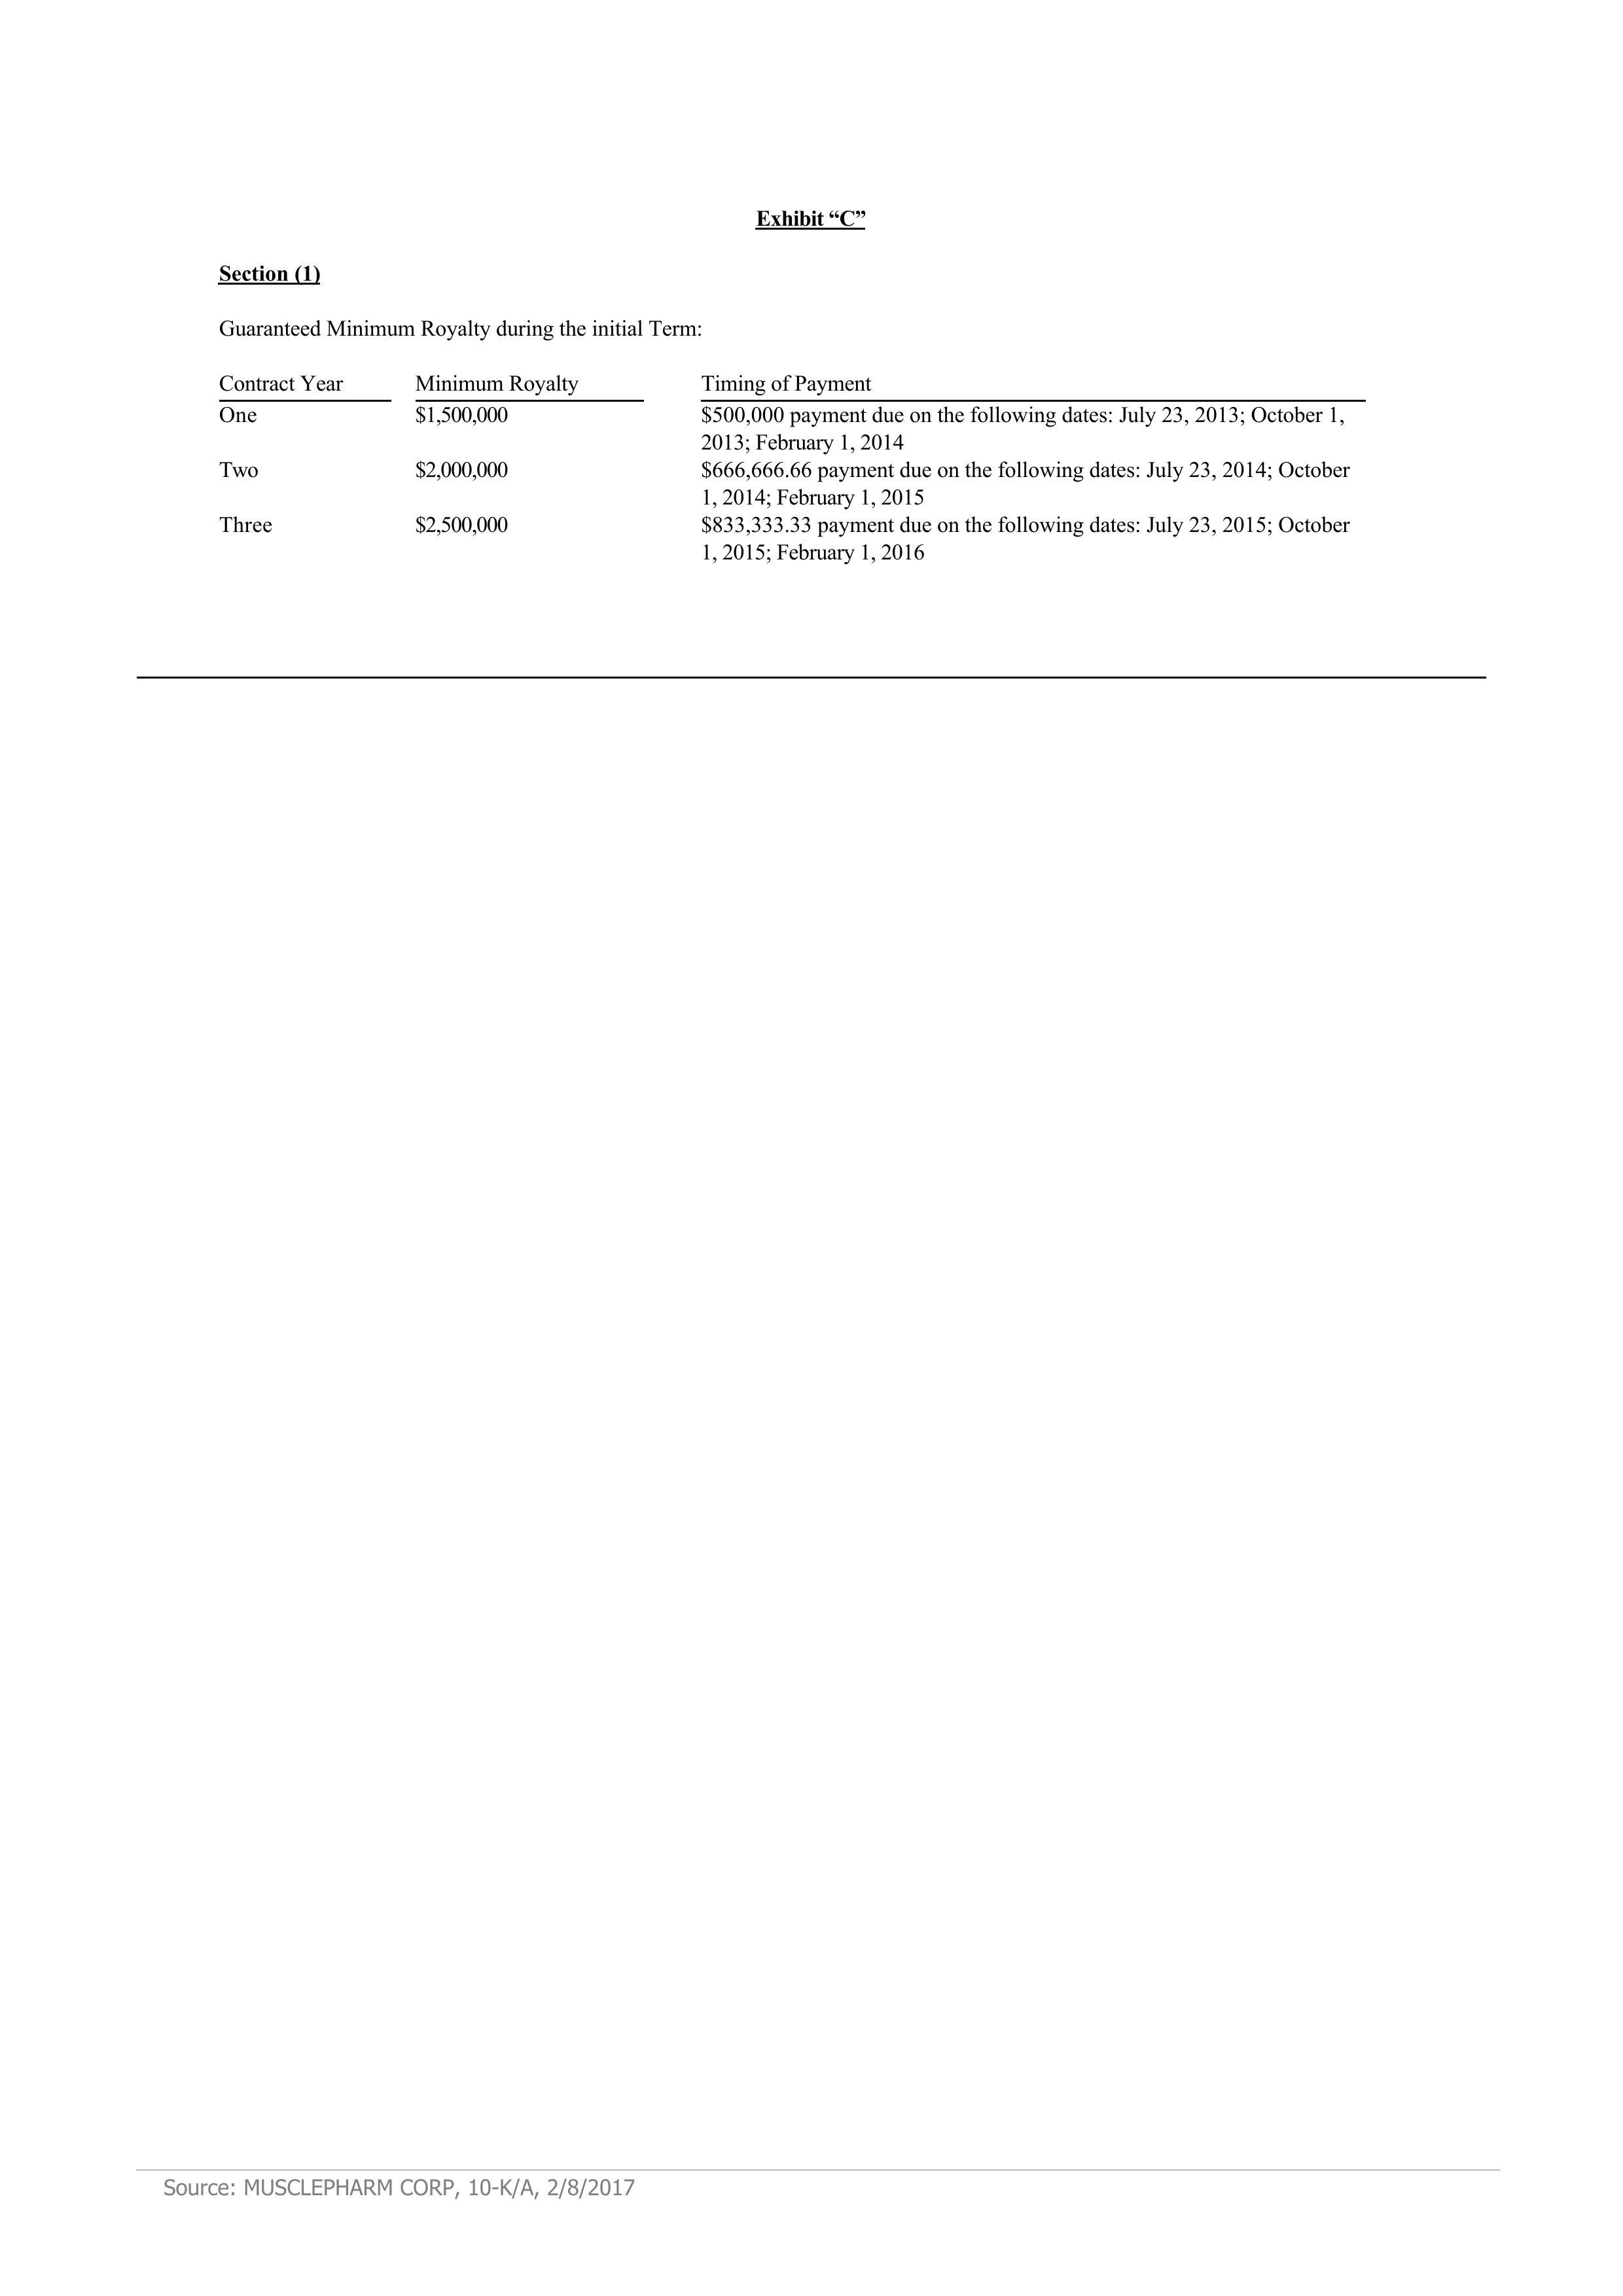 Exhibit “C”
Section (1)
Guaranteed Minimum Royalty during the initial Term:
Contract Year Minimum Royalty Timing of Payment
One $1,500,000 $500,000 payment due on the following dates: July 23, 2013; October 1,
2013; February 1, 2014
Two $2,000,000 $666,666.66 payment due on the following dates: July 23, 2014; October
1, 2014; February 1, 2015
Three $2,500,000 $833,333.33 payment due on the following dates: July 23, 2015; October
1, 2015; February 1, 2016
Source: MUSCLEPHARM CORP, 10-K/A, 2/8/2017